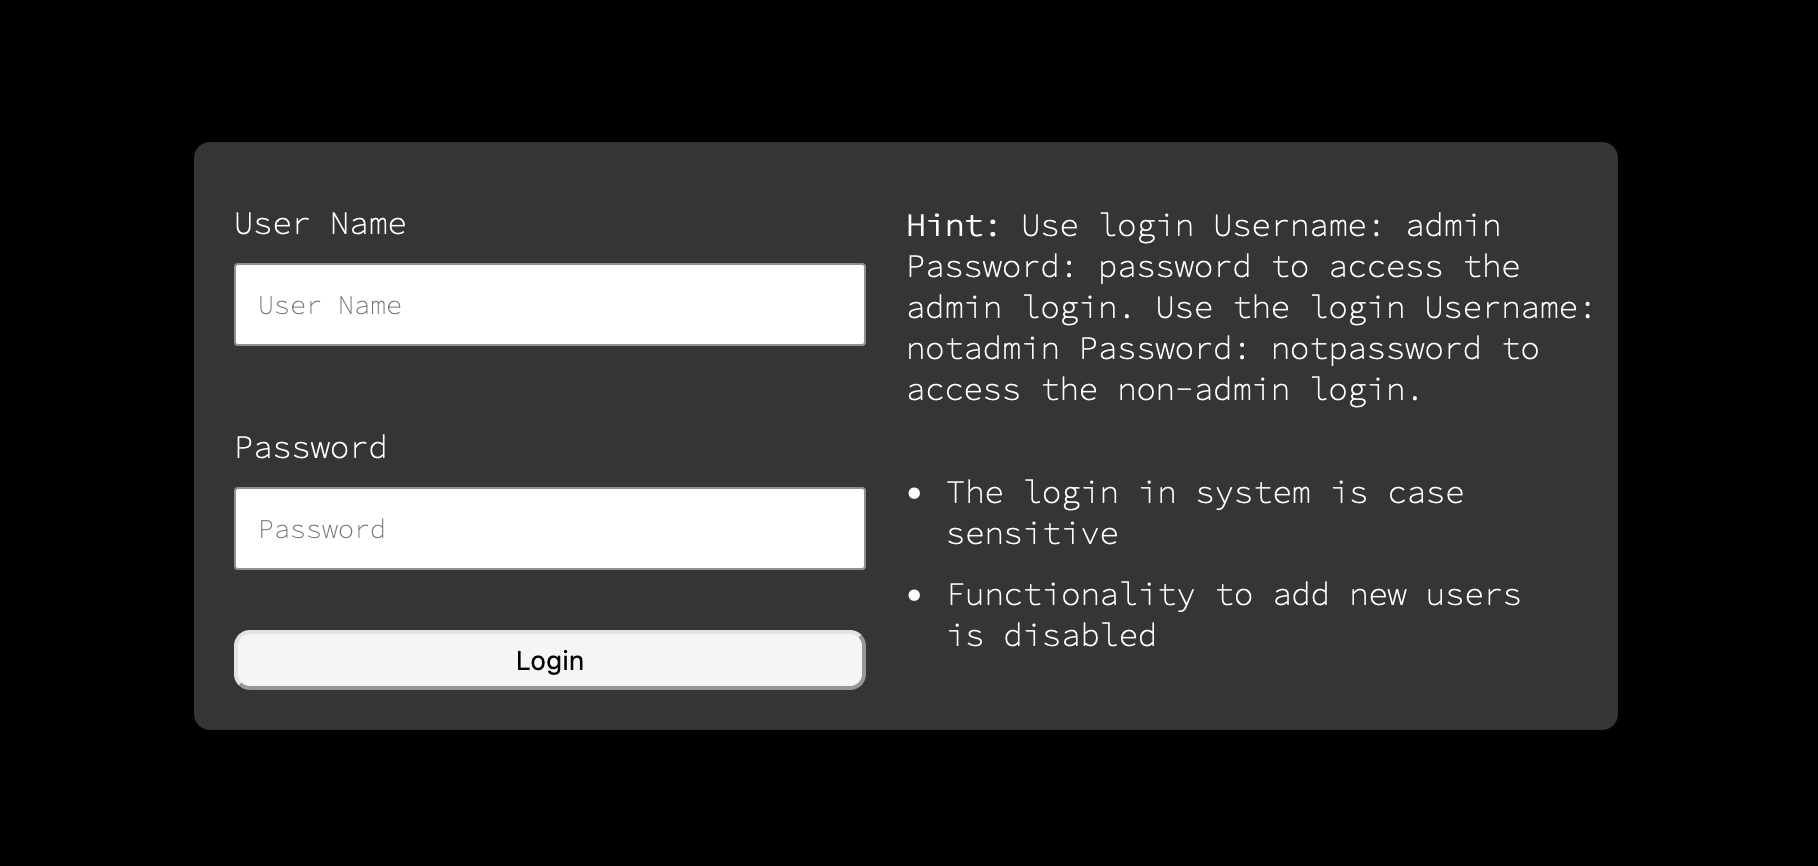 User Name
User Name
Password
Password
Login
Hint: Use login Username: admin
Password: password to access the
admin login. Use the login Username:
notadmin Password: notpassword to
access the non-admin login.
• The login in system is case
sensitive
• Functionality to add new users
is disabled